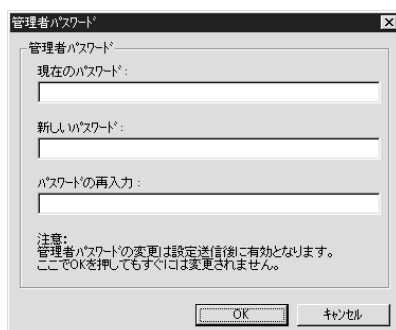 管理者ﾊﾟｽﾜｰﾄﾞ
管理者ﾊﾟｽﾜｰﾄﾞ
現在のﾊﾟｽﾜｰﾄﾞ:
新しいﾊﾟｽﾜｰﾄﾞ:
ﾊﾟｽﾜｰﾄﾞの再入力:
注意:
管理者ﾊﾟｽﾜｰﾄﾞの変更は設定送信後に有効となります。
ここでOKを押してもすぐには変更されません。
OK
ｷｬﾝｾﾙ